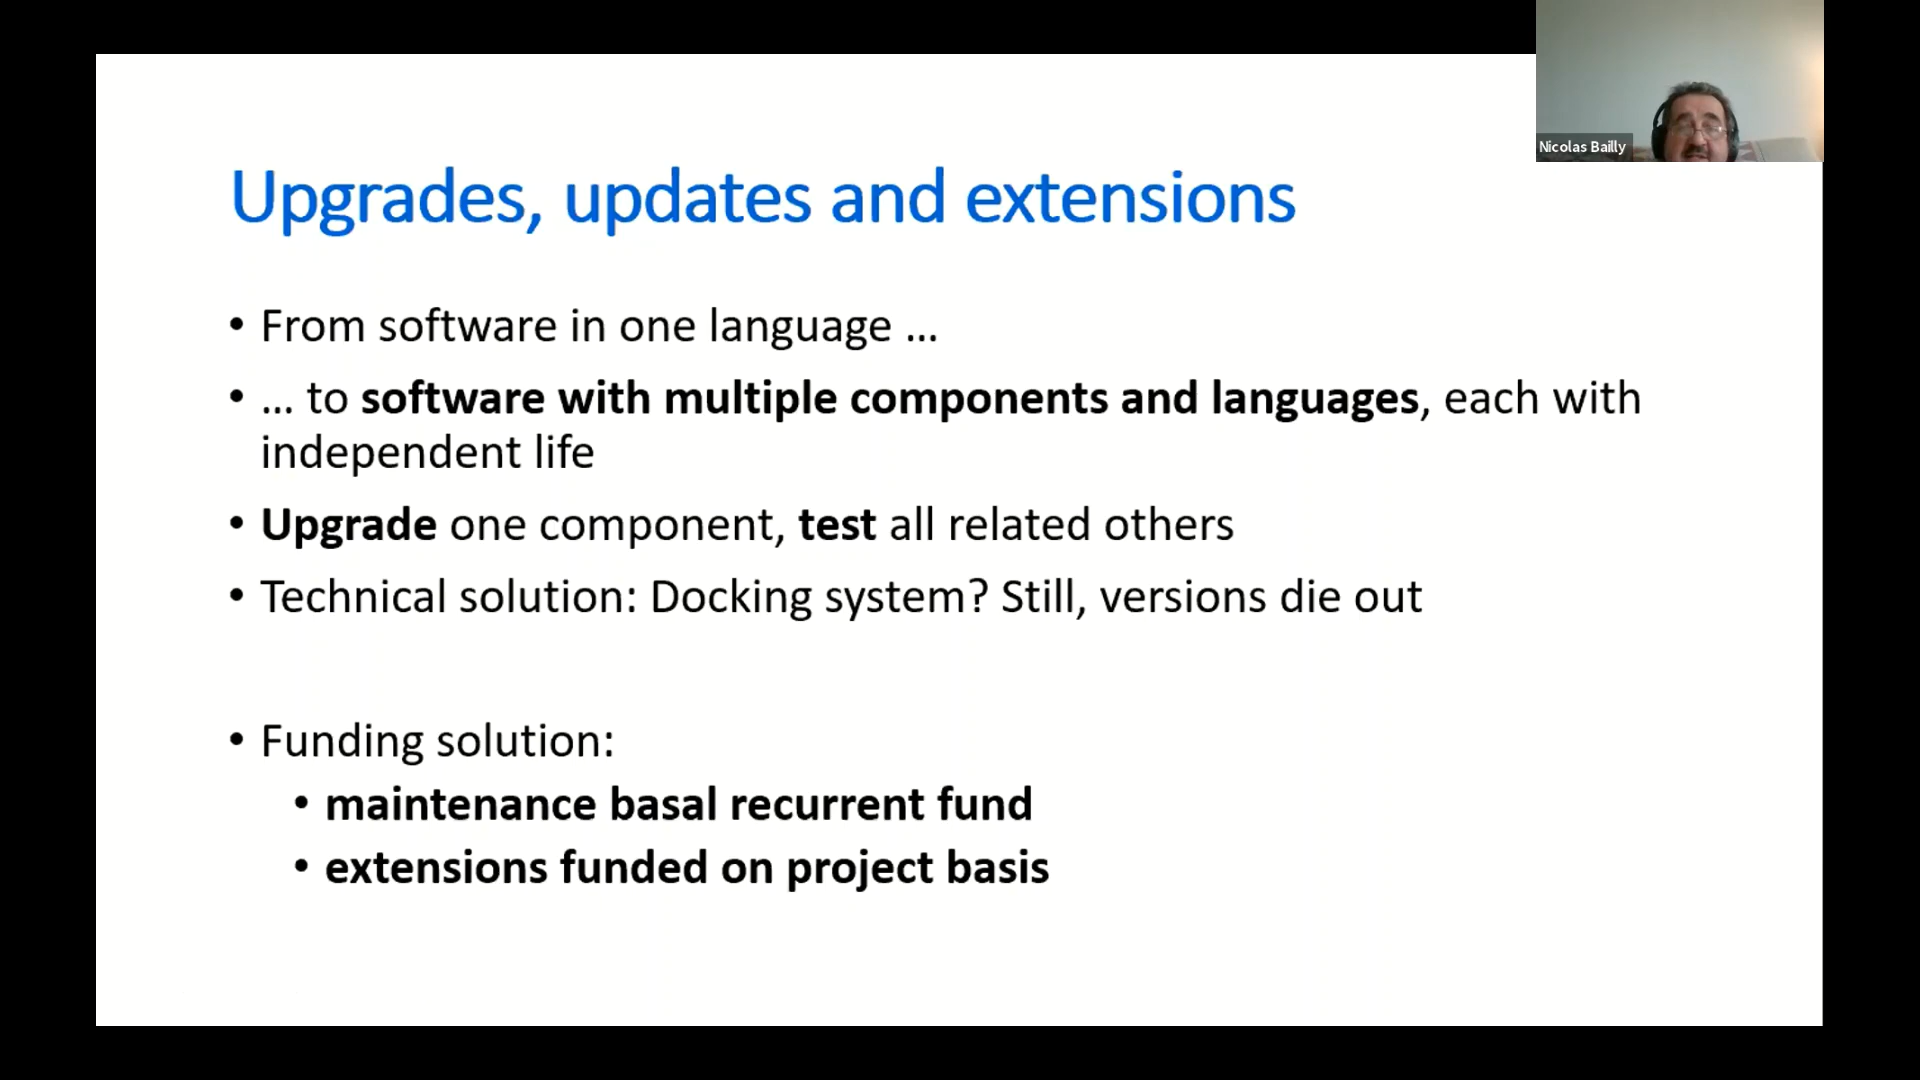 Nicolas Bailly
Upgrades, updates and extensions
• From software in one language ...
• ... to software with multiple components and languages, each with
independent life
• Upgrade one component, test all related others
• Technical solution: Docking system? Still, versions die out
• Funding solution:
• maintenance basal recurrent fund
• extensions funded on project basis